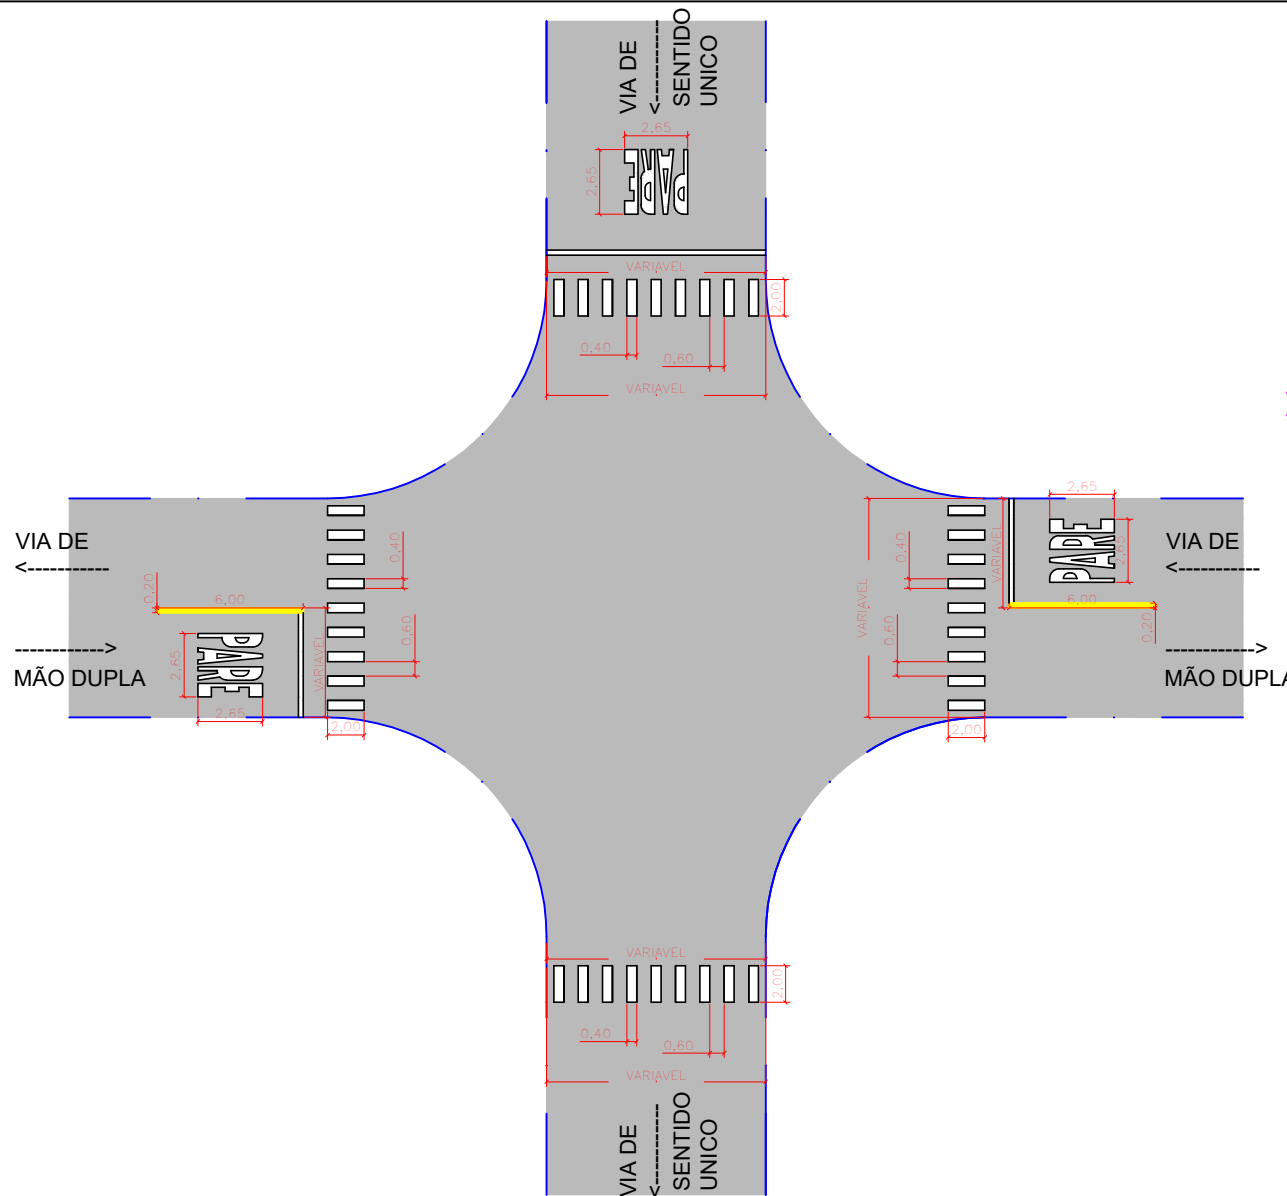 VIA DE
<-----------
SENTIDO
UNICO
2,65
2,65
PARE
VARIAVEL
2,00
0,40
0,60
VARIAVEL
VIA DE
<-----------
0,20
6,00
0,40
----------->
MÃO DUPLA
2,65
PARE
2,65
VARIAVEL
0,60
2,00
VARIAVEL
0,40
0,60
VARIAVEL
2,65
PARE
2,65
6,00
0,20
2,00
VIA DE
<-----------
----------->
MÃO DUPLA
VARIAVEL
2,00
0,40
0,60
VARIAVEL
VIA DE
<-----------
SENTIDO
UNICO